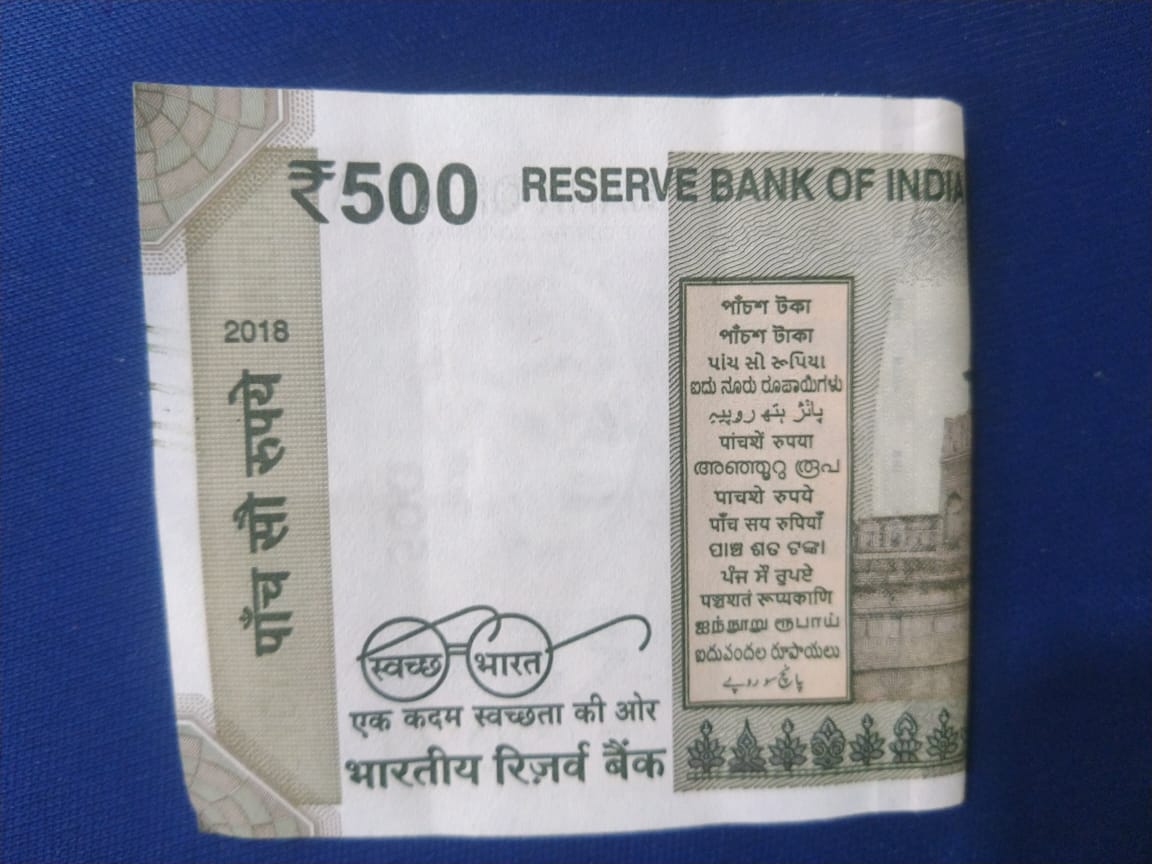 ₹500 RESERVE BANK OF INDIA
2018
पाँच सौ रुपये
পাঁচশ টকা
পাঁচশ টাকা
પાંચ સો રૂપિયા
ಐದು ನೂರು ರೂಪಾಯಿಗಳು
پانژھ ہتھ روپیہ
पांचशें रुपया
അഞ്ഞൂറു രൂപ
पाचशे रुपये
पाँच सय रुपियाँ
ପାଞ୍ଚ ଶତ ଟଙ୍କା
ਪੰਜ ਸੌ ਰੁਪਏ
पञ्चशतं रूप्यकाणि
ஐந்நூறு ரூபாய்
ఐదువందల రూపాయలు
پانچ سو روپے
स्वच्छ भारत
एक कदम स्वच्छता की ओर
भारतीय रिज़र्व बैंक